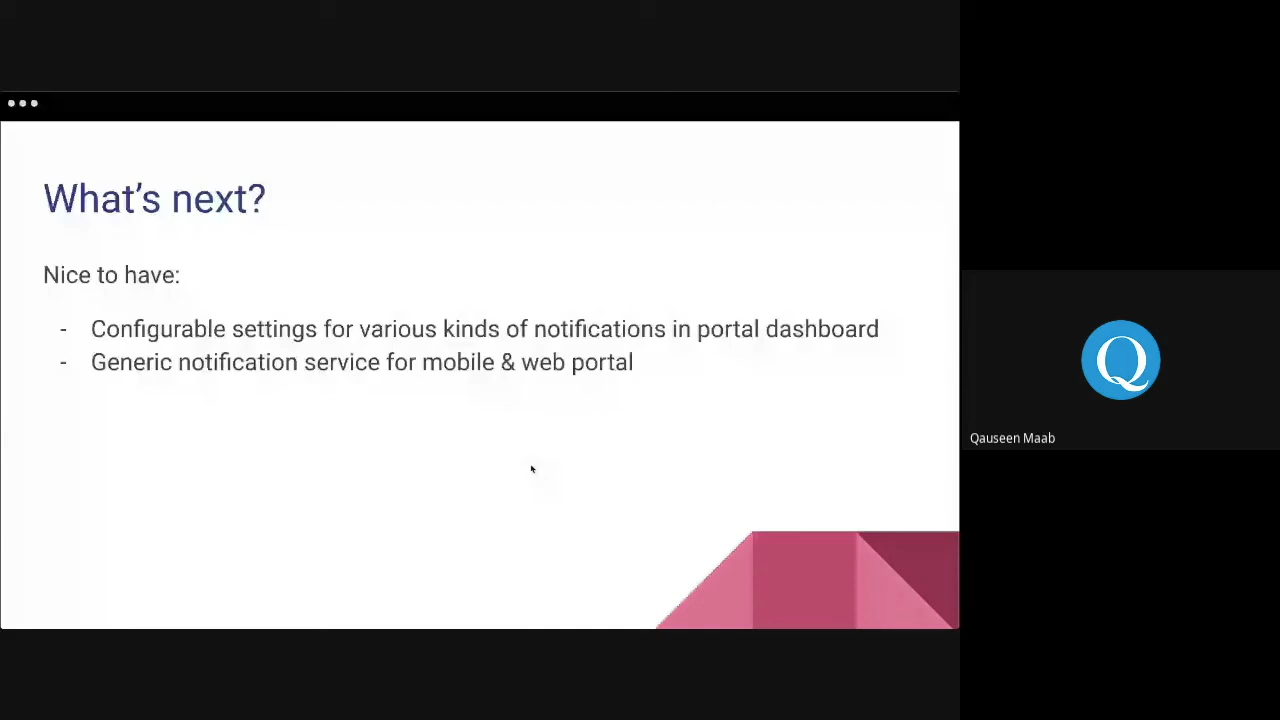 What's next?
Nice to have:
- Configurable settings for various kinds of notifications in portal dashboard
- Generic notification service for mobile & web portal
Q
Qauseen Maab